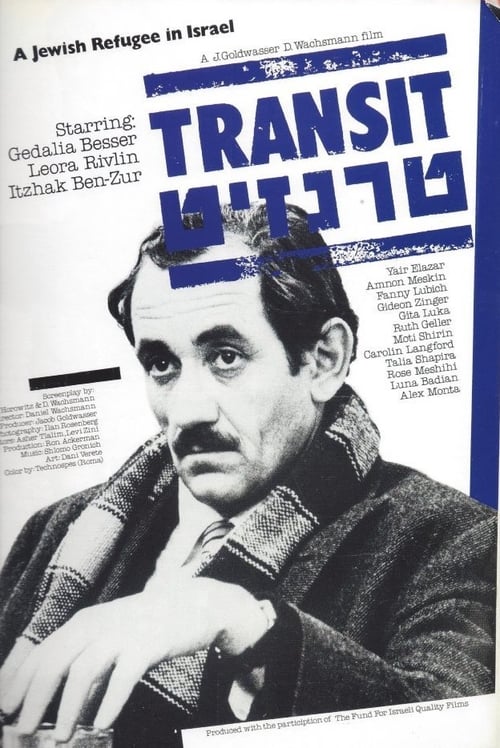 A Jewish Refugee in Israel
A J.Goldwasser D.Wachsmann film
TRANSIT
טרנזיט
Starring:
Gedalia Besser
Leora Rivlin
Itzhak Ben-Zur
Yair Elazar
Amnon Meskin
Fanny Lubich
Gideon Zinger
Gita Luka
Ruth Geller
Moti Shirin
Carolin Langford
Talia Shapira
Rose Meshihi
Luna Badian
Alex Monta
Screenplay by:
Horowitz & D. Wachsmann
Director: Daniel Wachsmann
Producer: Jacob Goldwasser
Photography: Ilan Rosenberg
Asher Tlalim, Levi Zini
Production: Ron Ackerman
Music: Shlomo Gronich
Art: Dani Verete
Color by: Technospes (Roma)
Produced with the particiption of The Fund For Israeli Quality Films